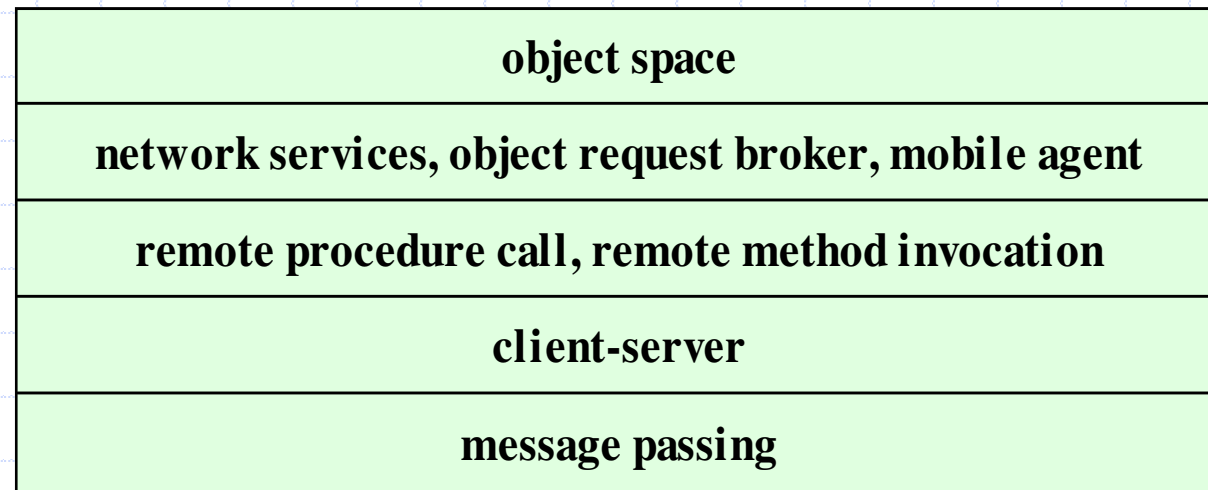 object space
network services, object request broker, mobile agent
remote procedure call, remote method invocation
client-server
message passing